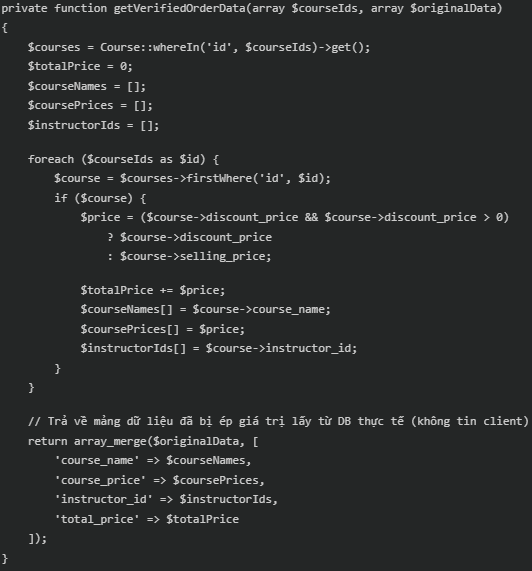 private function getVerifiedOrderData(array $courseIds, array $originalData)
{
    $courses = Course::whereIn('id', $courseIds)->get();
    $totalPrice = 0;
    $courseNames = [];
    $coursePrices = [];
    $instructorIds = [];

    foreach ($courseIds as $id) {
        $course = $courses->firstWhere('id', $id);
        if ($course) {
            $price = ($course->discount_price && $course->discount_price > 0)
                ? $course->discount_price
                : $course->selling_price;

            $totalPrice += $price;
            $courseNames[] = $course->course_name;
            $coursePrices[] = $price;
            $instructorIds[] = $course->instructor_id;
        }
    }

    // Trả về mảng dữ liệu đã bị ép giá trị lấy từ DB thực tế (không tin client)
    return array_merge($originalData, [
        'course_name' => $courseNames,
        'course_price' => $coursePrices,
        'instructor_id' => $instructorIds,
        'total_price' => $totalPrice
    ]);
}